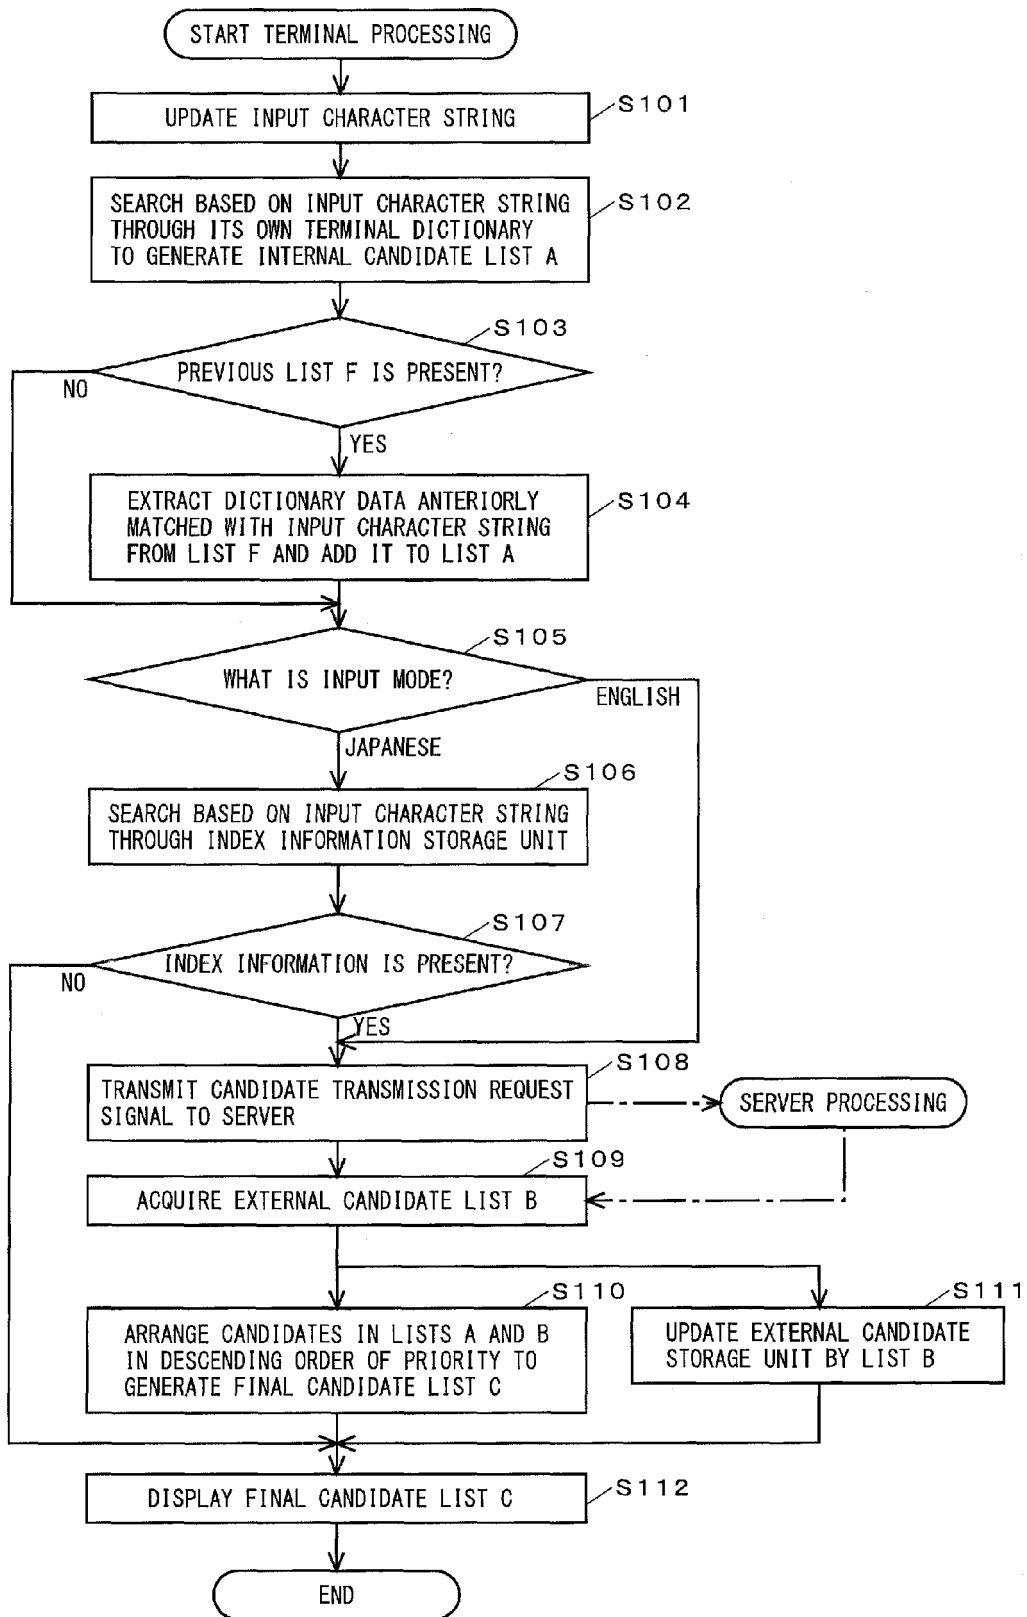 START TERMINAL PROCESSING
UPDATE INPUT CHARACTER STRING
S101
SEARCH BASED ON INPUT CHARACTER STRING
THROUGH ITS OWN TERMINAL DICTIONARY
TO GENERATE INTERNAL CANDIDATE LIST A
S102
S103
PREVIOUS LIST F IS PRESENT?
NO
YES
EXTRACT DICTIONARY DATA ANTERIORLY
MATCHED WITH INPUT CHARACTER STRING
FROM LIST F AND ADD IT TO LIST A
S104
S105
WHAT IS INPUT MODE?
ENGLISH
JAPANESE
S106
SEARCH BASED ON INPUT CHARACTER STRING
THROUGH INDEX INFORMATION STORAGE UNIT
S107
INDEX INFORMATION IS PRESENT?
NO
YES
S108
TRANSMIT CANDIDATE TRANSMISSION REQUEST
SIGNAL TO SERVER
SERVER PROCESSING
S109
ACQUIRE EXTERNAL CANDIDATE LIST B
S110
ARRANGE CANDIDATES IN LISTS A AND B
IN DESCENDING ORDER OF PRIORITY TO
GENERATE FINAL CANDIDATE LIST C
S111
UPDATE EXTERNAL CANDIDATE
STORAGE UNIT BY LIST B
DISPLAY FINAL CANDIDATE LIST C
S112
END